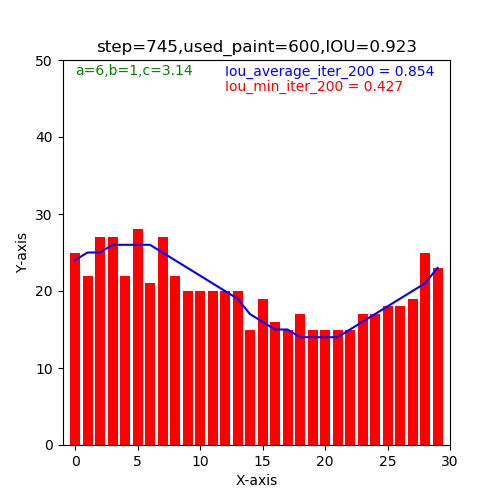 step=745,used_paint=600,IOU=0.923
a=6,b=1,c=3.14
Iou_average_iter_200 = 0.854
Iou_min_iter_200 = 0.427
50
40
30
20
10
0
Y-axis
0 5 10 15 20 25 30
X-axis